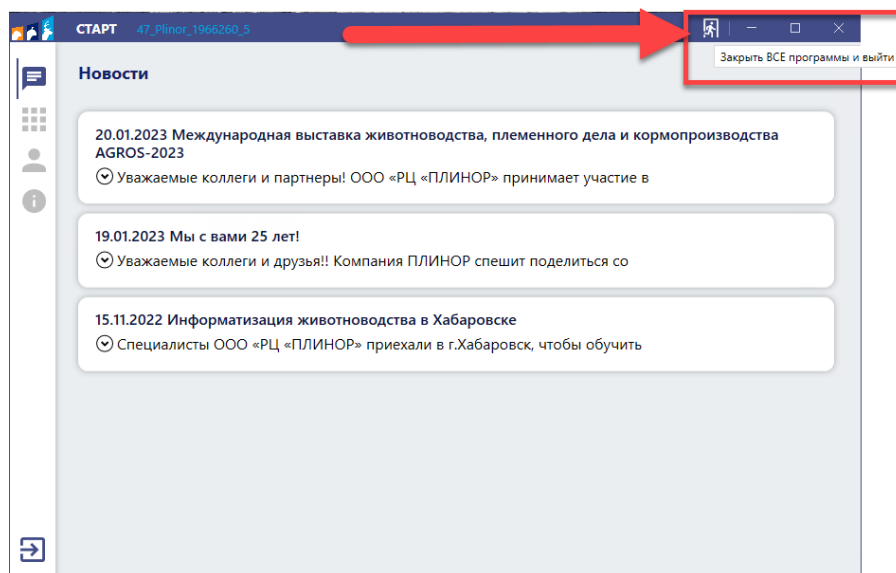 СТАРТ 47_Plinor_1966260_5
Закрыть ВСЕ программы и выйти
Новости
20.01.2023 Международная выставка животноводства, племенного дела и кормопроизводства
AGROS-2023
Уважаемые коллеги и партнеры! ООО «РЦ «ПЛИНОР» принимает участие в
19.01.2023 Мы с вами 25 лет!
Уважаемые коллеги и друзья!! Компания ПЛИНОР спешит поделиться со
15.11.2022 Информатизация животноводства в Хабаровске
Специалисты ООО «РЦ «ПЛИНОР» приехали в г.Хабаровск, чтобы обучить